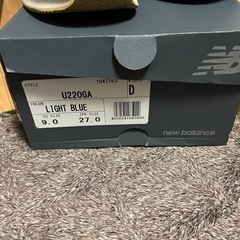 STYLE
U220GA
D
COLOR
LIGHT BLUE
US SIZE
JPN SIZE
9.0
27.0
new balance